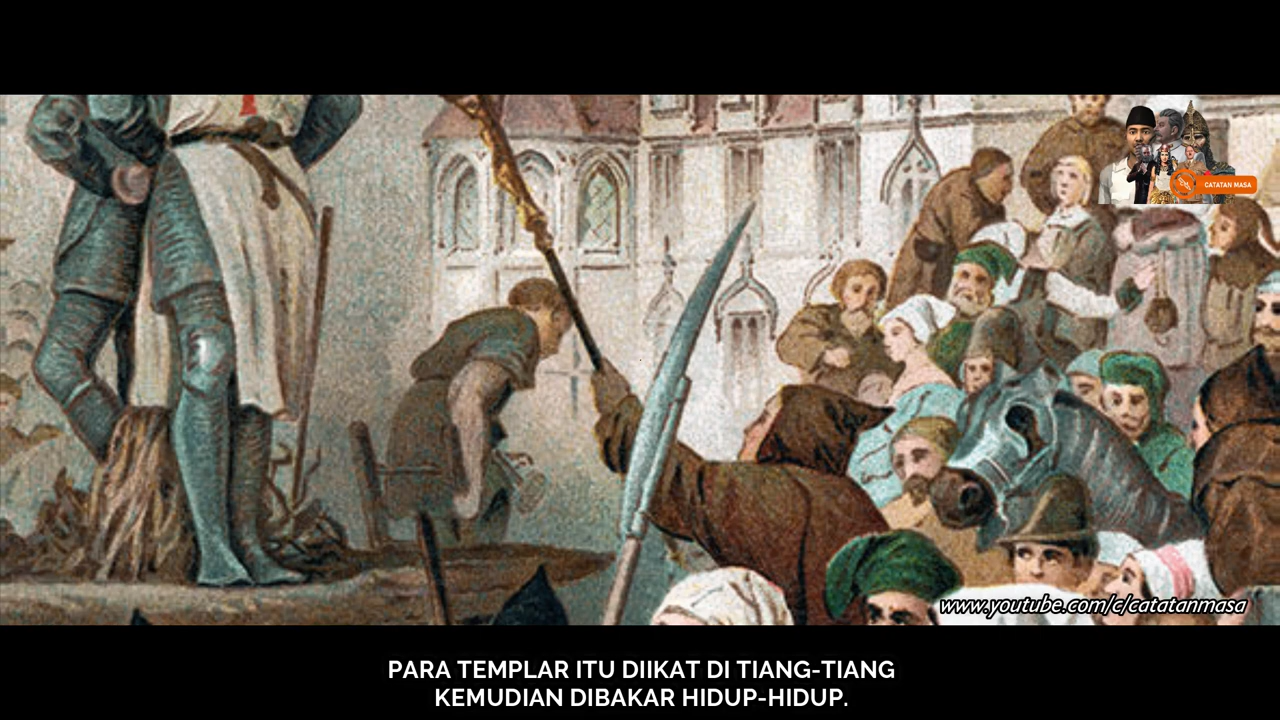 CATATAN MASA
www.youtube.com/c/catatanmasa
PARA TEMPLAR ITU DIIKAT DI TIANG-TIANG
KEMUDIAN DIBAKAR HIDUP-HIDUP.